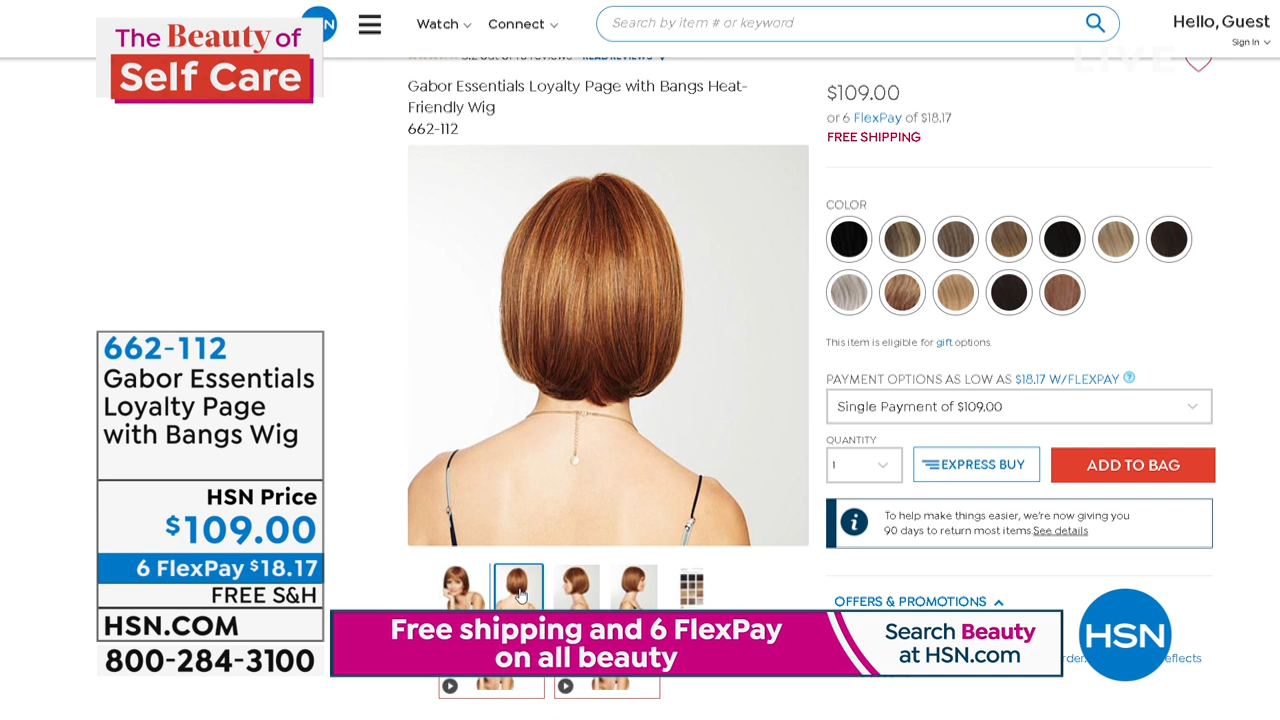 The Beauty of
Self Care
Watch
Connect
Search by item # or keyword
Hello, Guest
Sign In
LIVE
READ REVIEWS
Gabor Essentials Loyalty Page with Bangs Heat-
Friendly Wig
662-112
$109.00
or 6 FlexPay of $18.17
FREE SHIPPING
COLOR
This item is eligible for gift options.
PAYMENT OPTIONS AS LOW AS $18.17 W/FLEXPAY ?
Single Payment of $109.00
QUANTITY
1
EXPRESS BUY
ADD TO BAG
i
To help make things easier, we're now giving you
90 days to return most items.See details
OFFERS & PROMOTIONS
662-112
Gabor Essentials
Loyalty Page
with Bangs Wig
HSN Price
$109.00
6 FlexPay $18.17
FREE S&H
HSN.COM
800-284-3100
Free shipping and 6 FlexPay
on all beauty
Search Beauty
at HSN.com
HSN